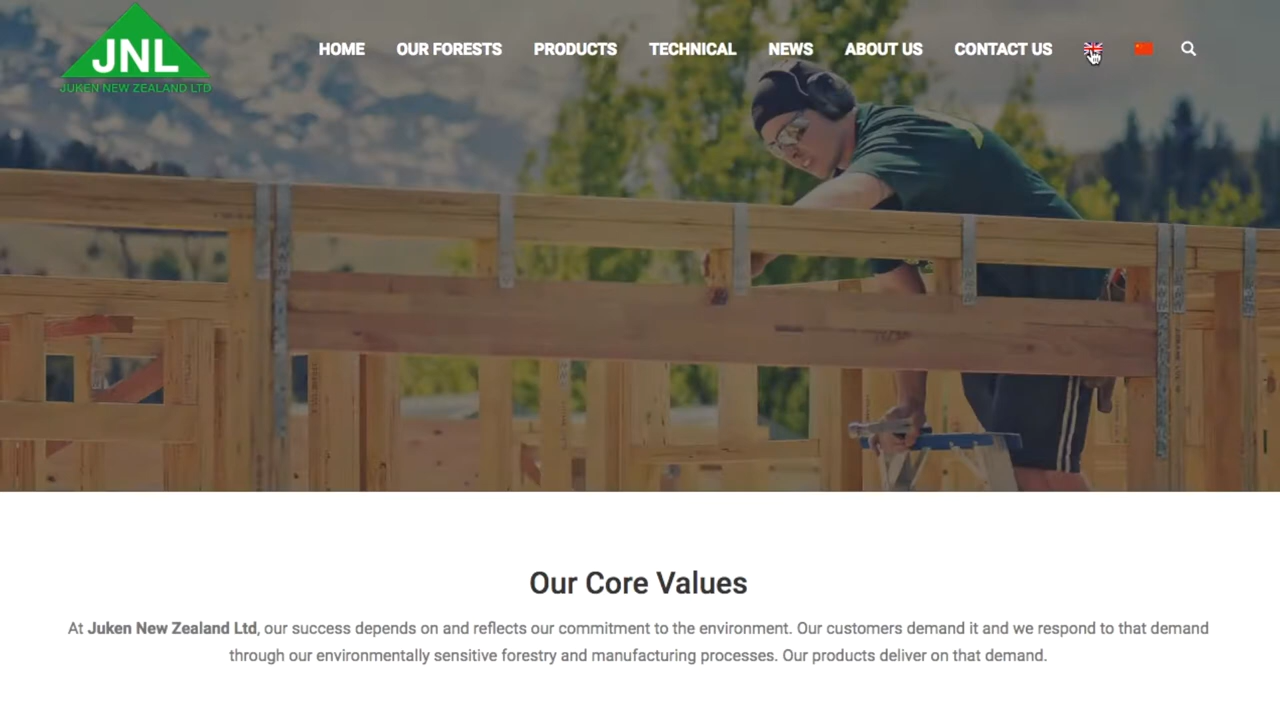 JNL
JUKEN NEW ZEALAND LTD
HOME OUR FORESTS PRODUCTS TECHNICAL NEWS ABOUT US CONTACT US
Our Core Values
At Juken New Zealand Ltd, our success depends on and reflects our commitment to the environment. Our customers demand it and we respond to that demand
through our environmentally sensitive forestry and manufacturing processes. Our products deliver on that demand.